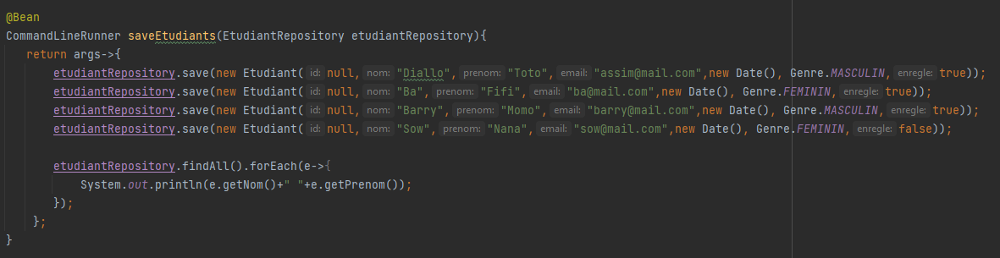 @Bean
CommandLineRunner saveEtudiants(EtudiantRepository etudiantRepository){
return args->{
etudiantRepository.save(new Etudiant( id: null, nom: "Diallo", prenom: "Toto", email: "assim@mail.com",new Date(), Genre.MASCULIN, enregle: true));
etudiantRepository.save(new Etudiant( id: null, nom: "Ba", prenom: "Fifi", email: "ba@mail.com",new Date(), Genre.FEMININ, enregle: true));
etudiantRepository.save(new Etudiant( id: null, nom: "Barry", prenom: "Momo", email: "barry@mail.com",new Date(), Genre.MASCULIN, enregle: true));
etudiantRepository.save(new Etudiant( id: null, nom: "Sow", prenom: "Nana", email: "sow@mail.com",new Date(), Genre.FEMININ, enregle: false));
etudiantRepository.findAll().forEach(e->{
System.out.println(e.getNom()+" "+e.getPrenom());
});
};
}